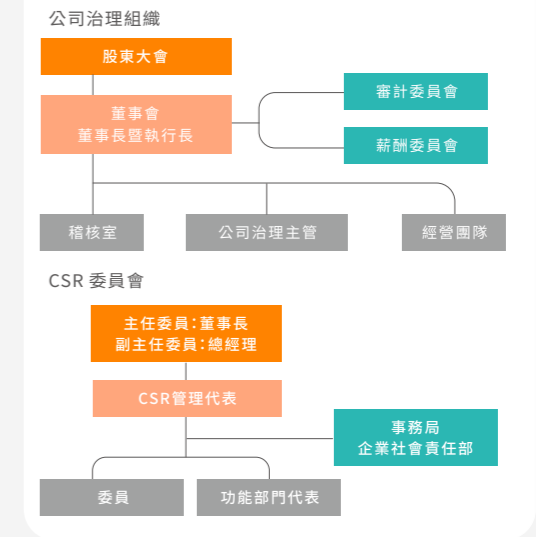 公司治理組織
股東大會
董事會
董事長暨執行長
審計委員會
薪酬委員會
稽核室
公司治理主管
經營團隊
CSR 委員會
主任委員：董事長
副主任委員：總經理
CSR管理代表
事務局
企業社會責任部
委員
功能部門代表